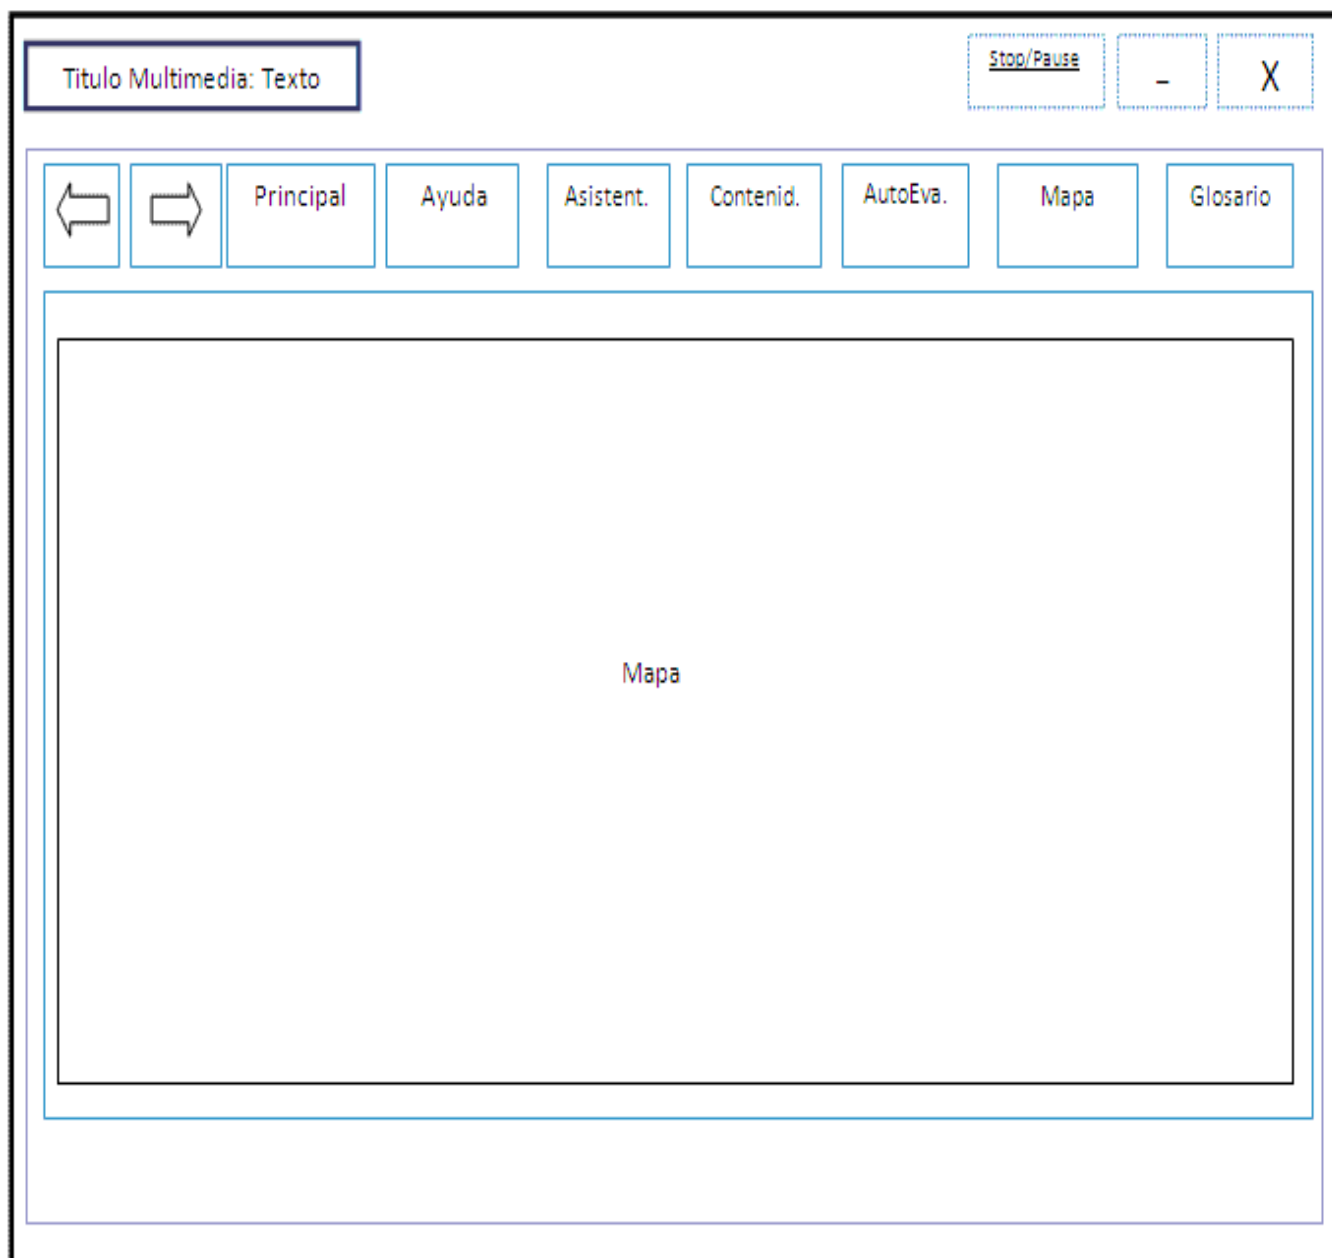 Titulo Multimedia: Texto
Stop/Pause
–
X
Principal
Ayuda
Asistent.
Contenid.
AutoEva.
Mapa
Glosario
Mapa